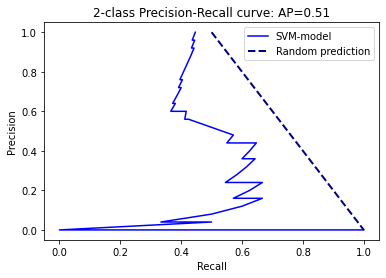 2-class Precision-Recall curve: AP=0.51
SVM-model
Random prediction
Precision
1.0
0.8
0.6
0.4
0.2
0.0
0.0 0.2 0.4 0.6 0.8 1.0
Recall